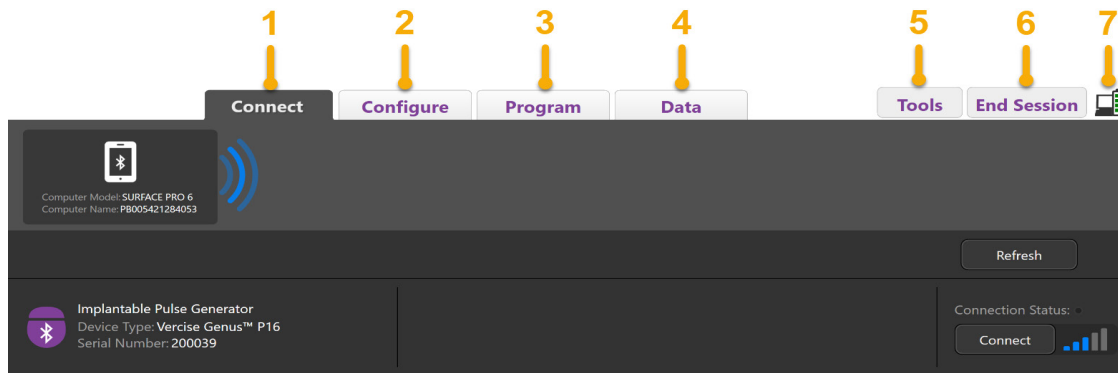 1 2 3 4 5 6 7
Connect Configure Program Data Tools End Session
Computer Model: SURFACE PRO 6
Computer Name: PB005421284053
Refresh
Implantable Pulse Generator
Device Type: Vercise Genus™ P16
Serial Number: 200039
Connection Status:
Connect